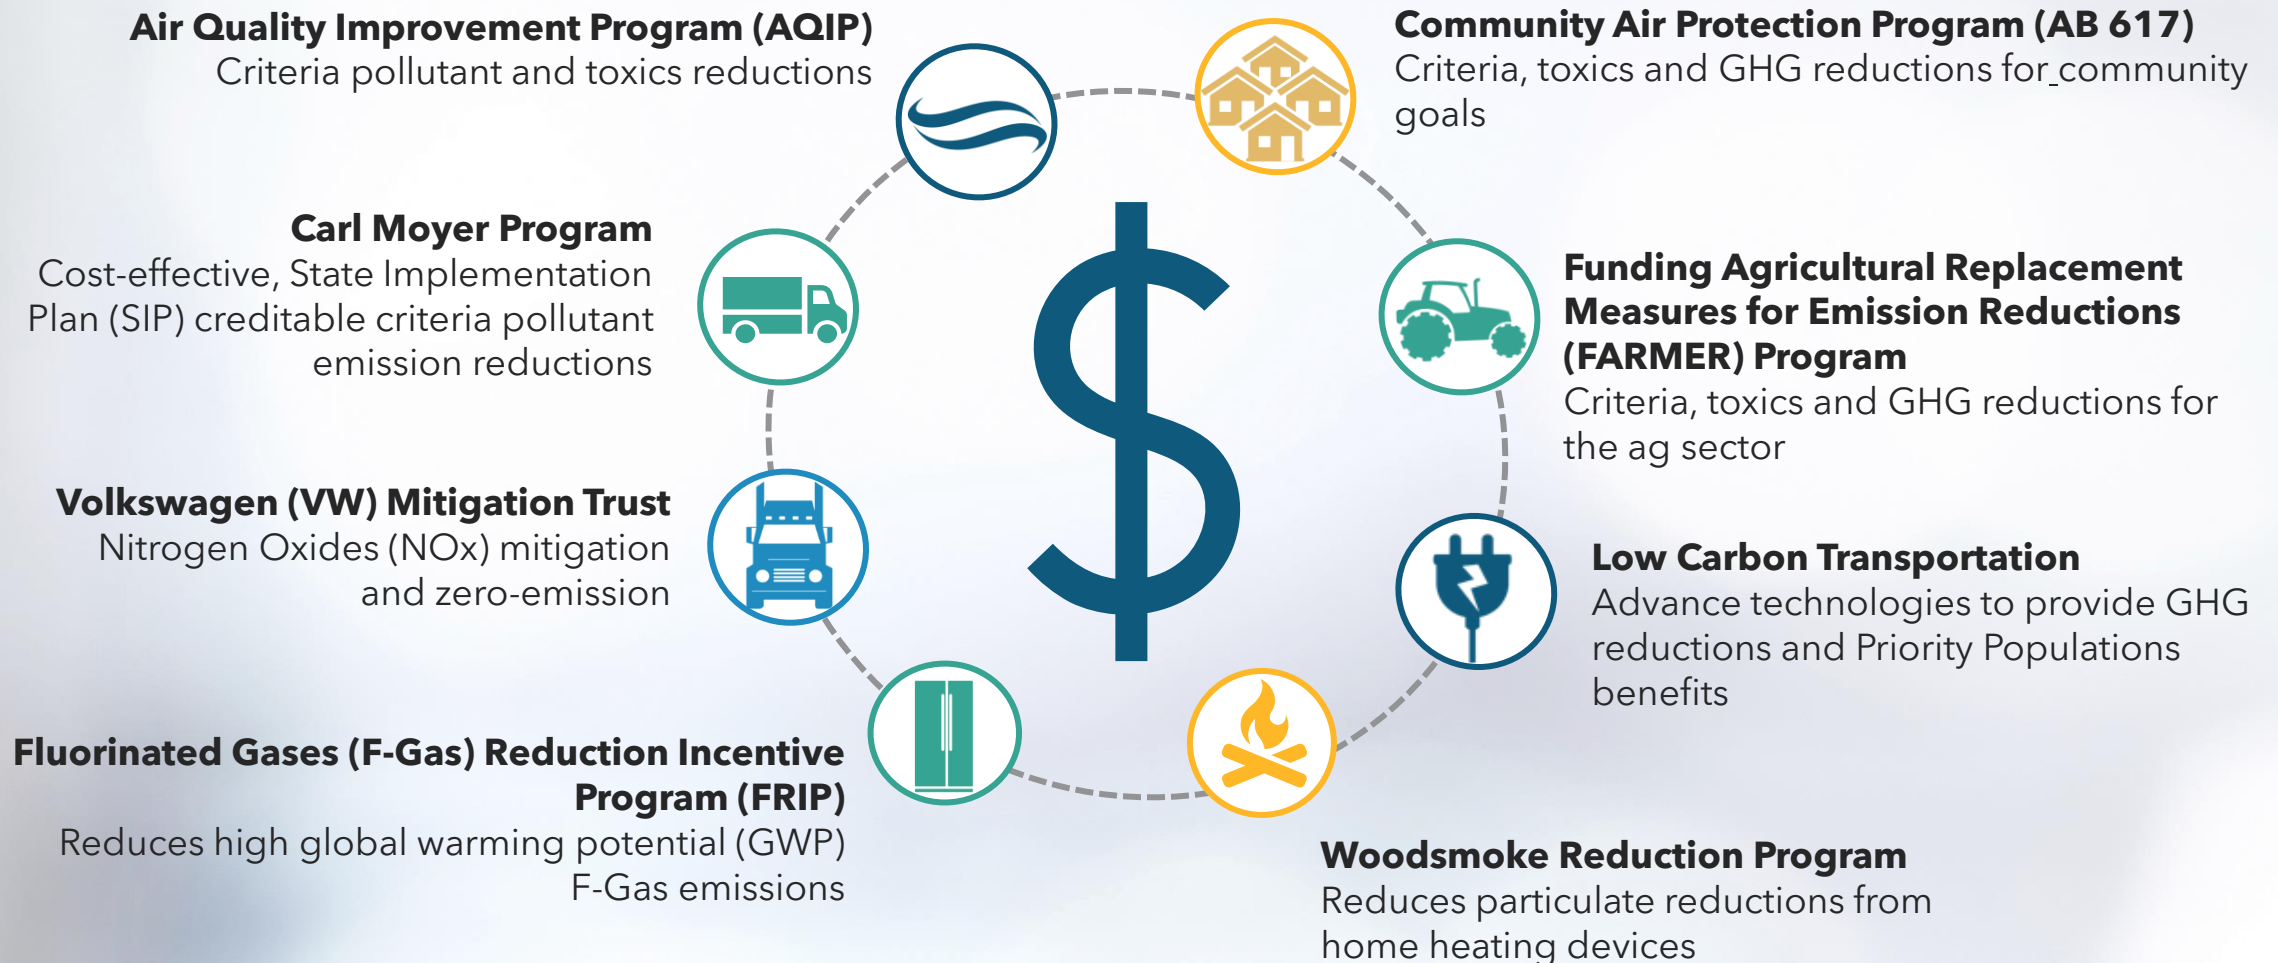 Air Quality Improvement Program (AQIP)
Criteria pollutant and toxics reductions
Community Air Protection Program (AB 617)
Criteria, toxics and GHG reductions for community
goals
Carl Moyer Program
Cost-effective, State Implementation
Plan (SIP) creditable criteria pollutant
emission reductions
Funding Agricultural Replacement
Measures for Emission Reductions
(FARMER) Program
Criteria, toxics and GHG reductions for
the ag sector
$
Volkswagen (VW) Mitigation Trust
Nitrogen Oxides (NOx) mitigation
and zero-emission
Low Carbon Transportation
Advance technologies to provide GHG
reductions and Priority Populations
benefits
Fluorinated Gases (F-Gas) Reduction Incentive
Program (FRIP)
Reduces high global warming potential (GWP)
F-Gas emissions
Woodsmoke Reduction Program
Reduces particulate reductions from
home heating devices